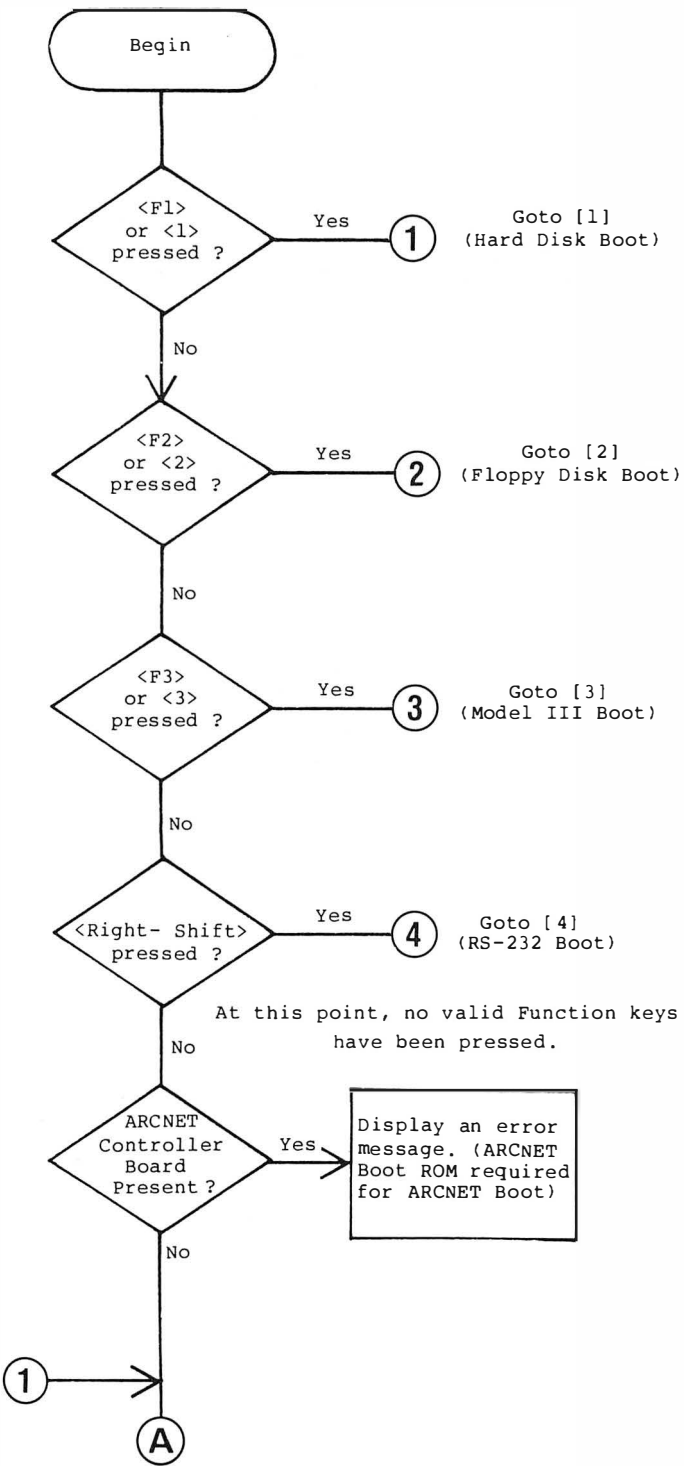 Begin
<F1>
or <1>
pressed ?
Yes
1
Goto [1]
(Hard Disk Boot)
No
<F2>
or <2>
pressed ?
Yes
2
Goto [2]
(Floppy Disk Boot)
No
<F3>
or <3>
pressed ?
Yes
3
Goto [3]
(Model III Boot)
No
<Right- Shift>
pressed ?
Yes
4
Goto [4]
(RS-232 Boot)
At this point, no valid Function keys
have been pressed.
No
ARCNET
Controller
Board
Present ?
Yes
Display an error
message. (ARCNET
Boot ROM required
for ARCNET Boot)
No
1
A